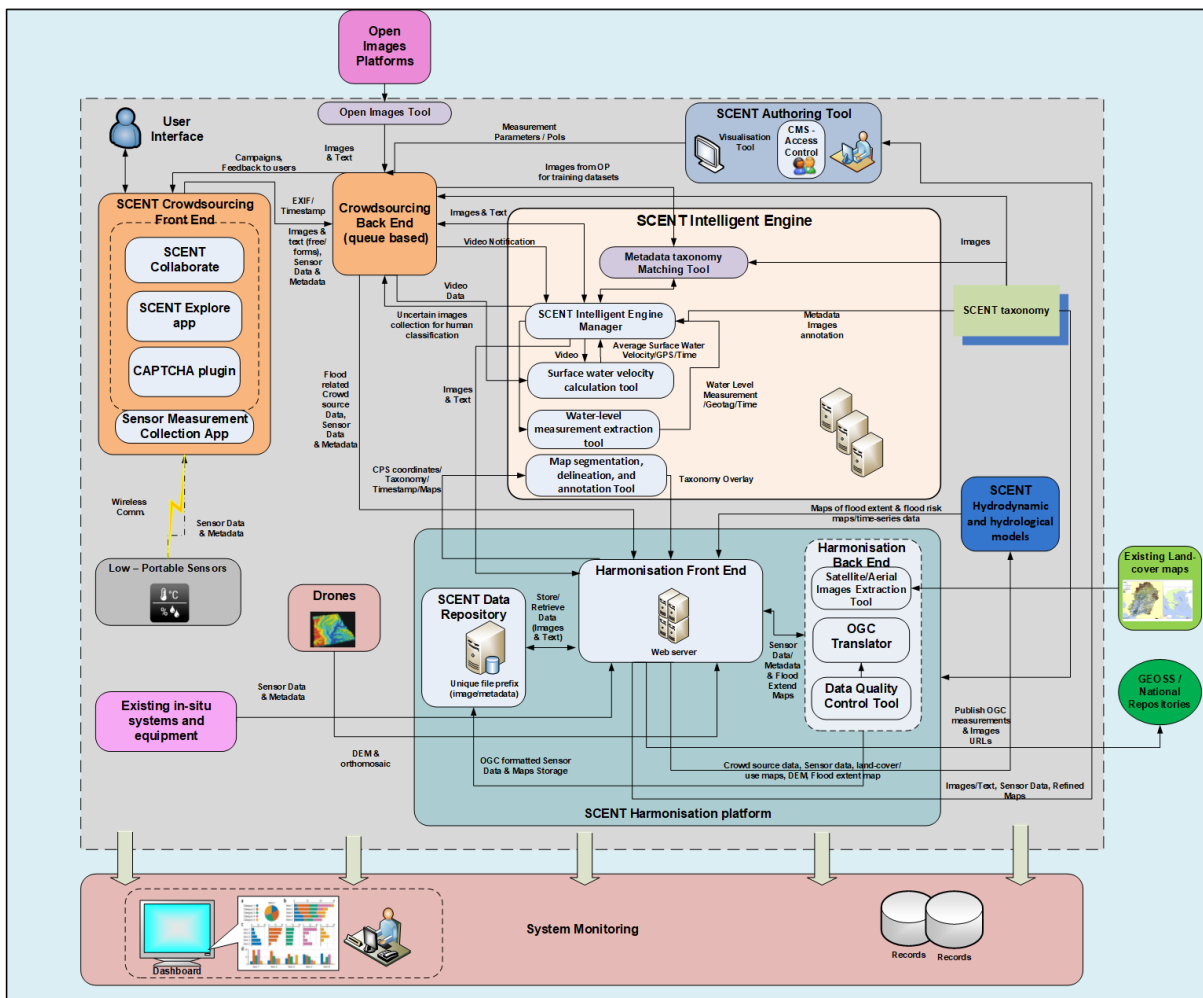 Open
Images
Platforms
Open Images Tool
User
Interface
Images
& Text
Campaigns,
Feedback to users
Measurement
Parameters / PoIs
SCENT Authoring Tool
Visualisation
Tool
CMS -
Access
Control
Images from OP
for training datasets
SCENT Crowdsourcing
Front End
SCENT
Collaborate
SCENT Explore
app
CAPTCHA plugin
Sensor Measurement
Collection App
EXIF/
Timestamp
Images &
text (free/
forms),
Sensor
Data &
Metadata
Crowdsourcing
Back End
(queue based)
Images & Text
Video Notification
Video
Data
Uncertain images
collection for human
classification
SCENT Intelligent Engine
Metadata taxonomy
Matching Tool
SCENT Intelligent Engine
Manager
Video
Average Surface Water
Velocity/GPS/Time
Surface water velocity
calculation tool
Water-level
measurement extraction
tool
Map segmentation,
delineation, and
annotation Tool
Water Level
Measurement
/Geotag/Time
Taxonomy Overlay
Images
SCENT taxonomy
Metadata
Images
annotation
Flood
related
Crowd
source
Data,
Sensor
Data
& Metadata
Images
& Text
CPS coordinates/
Taxonomy/
Timestamp/Maps
Wireless
Comm.
Sensor Data
& Metadata
Low – Portable Sensors
°C
%
Drones
Existing in-situ
systems and
equipment
Sensor Data
& Metadata
DEM &
orthomosaic
Maps of flood extent & flood risk
maps/time-series data
SCENT
Hydrodynamic
and hydrological
models
Existing Land-
cover maps
GEOSS /
National
Repositories
SCENT Data
Repository
Unique file prefix
(image/metadata)
Store/
Retrieve
Data
(Images
& Text)
Harmonisation Front End
Web server
Sensor
Data/
Metadata
& Flood
Extend
Maps
Harmonisation
Back End
Satellite/Aerial
Images Extraction
Tool
OGC
Translator
Data Quality
Control Tool
Publish OGC
measurements
& Images
URLs
OGC formatted Sensor
Data & Maps Storage
Crowd source data, Sensor data, land-cover/
use maps, DEM, Flood extent map
Images/Text, Sensor Data, Refined
Maps
SCENT Harmonisation platform
System Monitoring
Dashboard
Records
Records